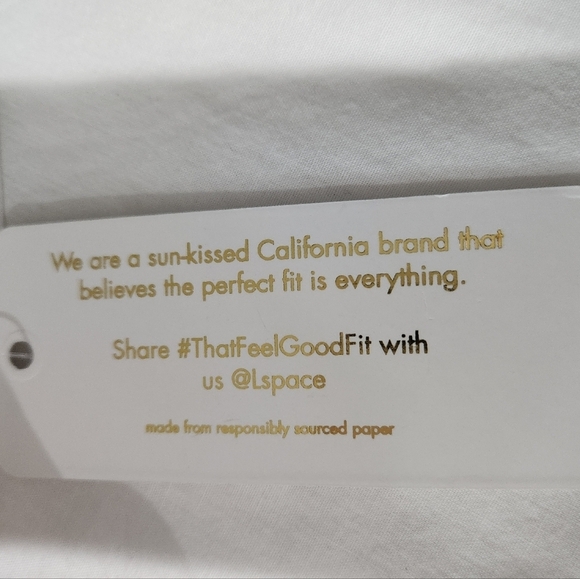 We are a sun-kissed California brand that
believes the perfect fit is everything.
Share #ThatFeelGoodFit with
us @Lspace
made from responsibly sourced paper